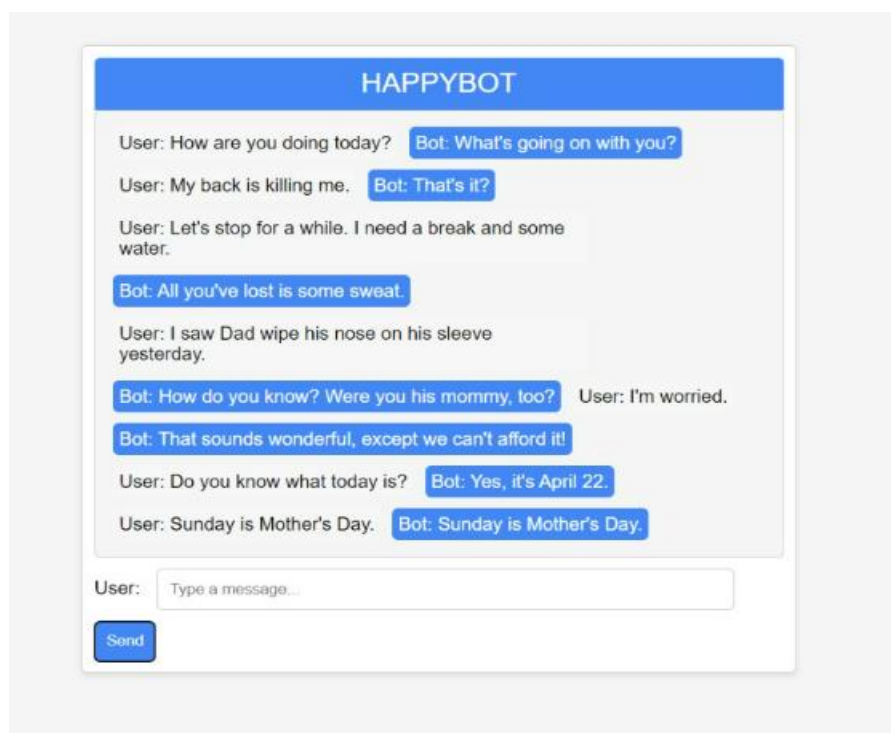 HAPPYBOT
User: How are you doing today? Bot: What's going on with you?
User: My back is killing me. Bot: That's it?
User: Let's stop for a while. I need a break and some
water.
Bot: All you've lost is some sweat.
User: I saw Dad wipe his nose on his sleeve
yesterday.
Bot: How do you know? Were you his mommy, too? User: I'm worried.
Bot: That sounds wonderful, except we can't afford it!
User: Do you know what today is? Bot: Yes, it's April 22.
User: Sunday is Mother's Day. Bot: Sunday is Mother's Day.
User: Type a message...
Send